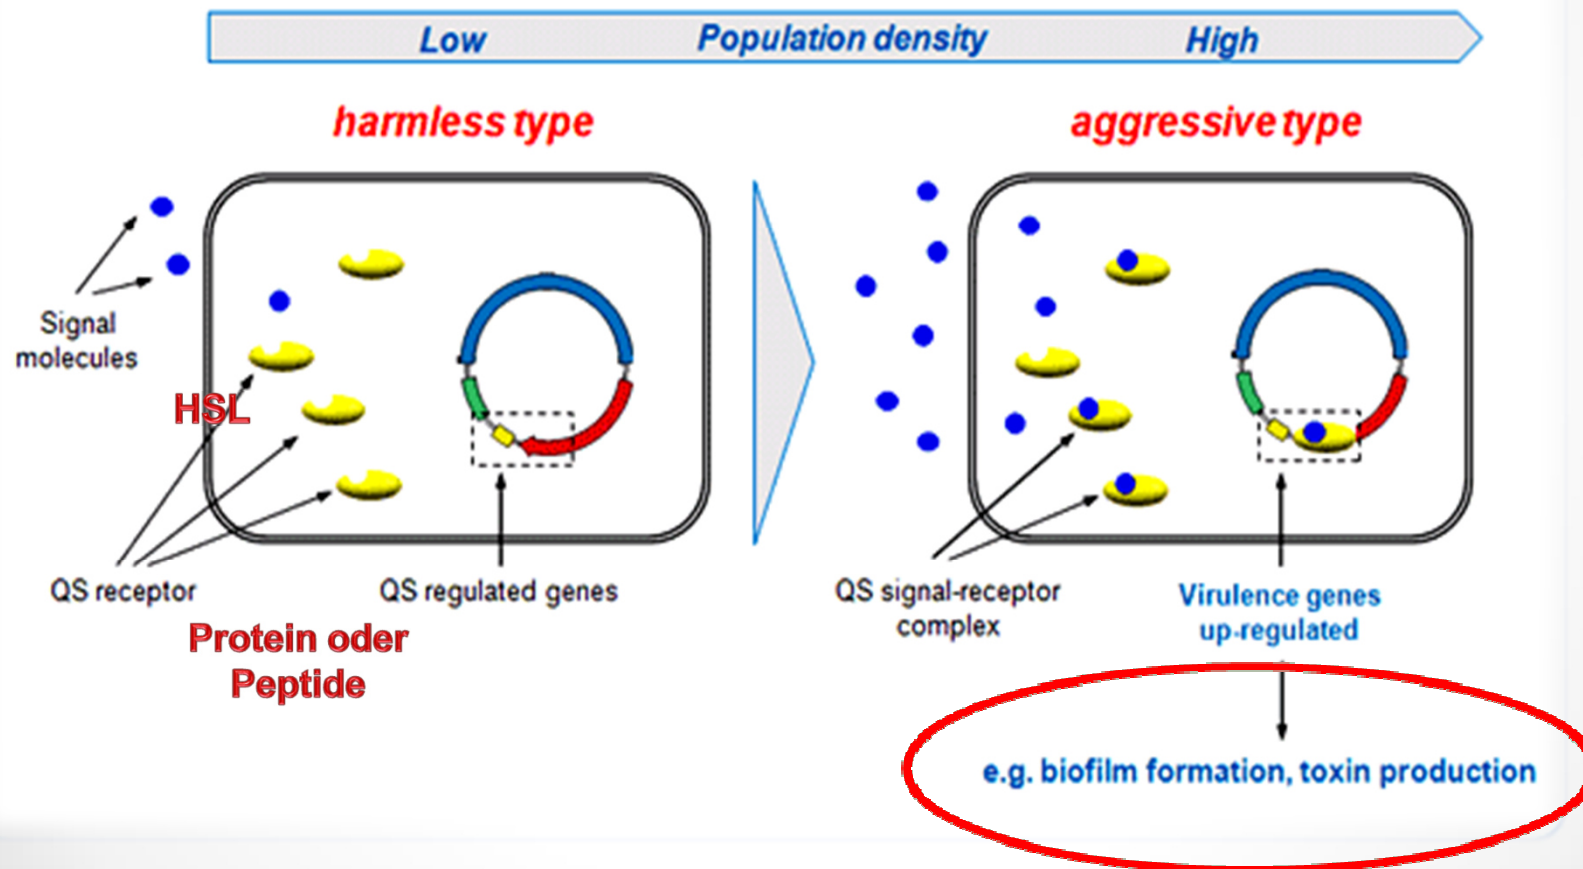 Low Population density High
harmless type
aggressive type
Signal
molecules
HSL
QS receptor
QS regulated genes
Protein oder
Peptide
QS signal-receptor
complex
Virulence genes
up-regulated
e.g. biofilm formation, toxin production